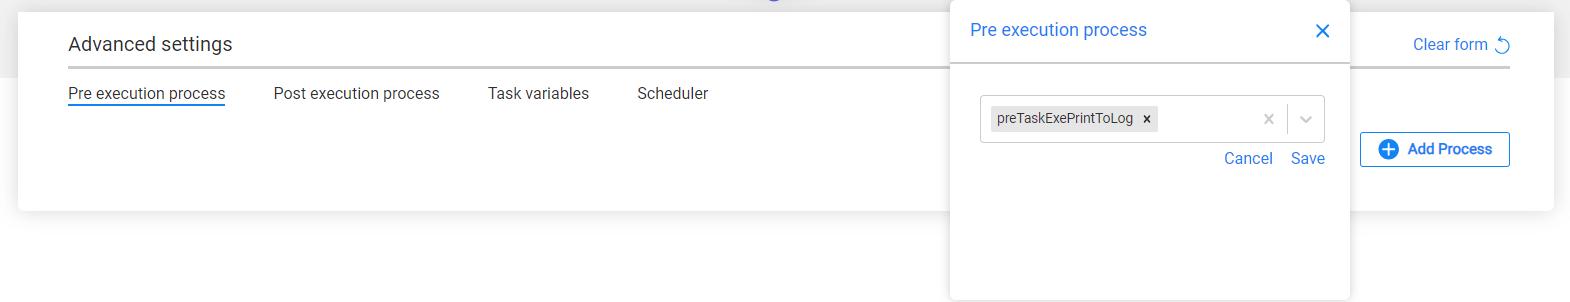 Advanced settings
Clear form
Pre execution process
Post execution process
Task variables
Scheduler
Add Process
Pre execution process
preTaskExePrintToLog
Cancel
Save